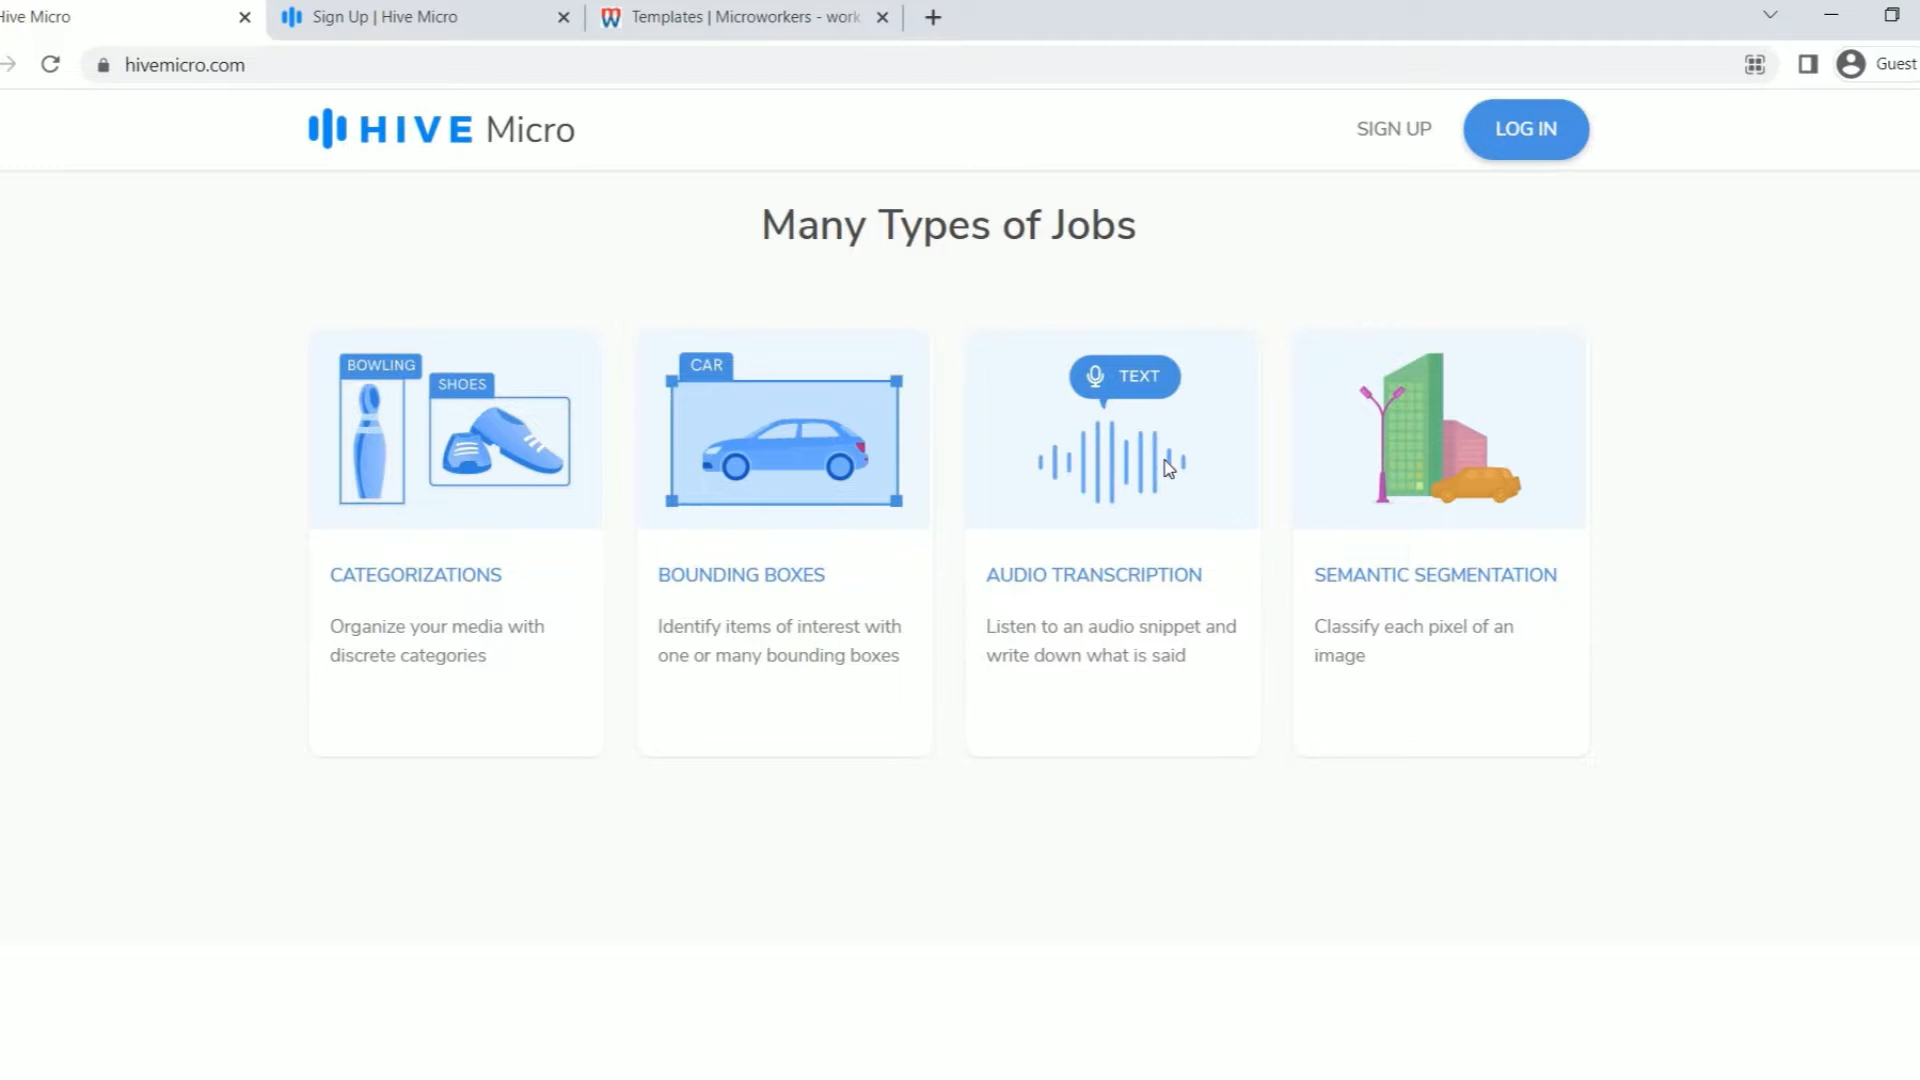 Hive Micro
Sign Up | Hive Micro
Templates | Microworkers - work
hivemicro.com
Guest
HIVE Micro
SIGN UP
LOG IN
Many Types of Jobs
BOWLING
SHOES
CAR
TEXT
CATEGORIZATIONS
Organize your media with
discrete categories
BOUNDING BOXES
Identify items of interest with
one or many bounding boxes
AUDIO TRANSCRIPTION
Listen to an audio snippet and
write down what is said
SEMANTIC SEGMENTATION
Classify each pixel of an
image